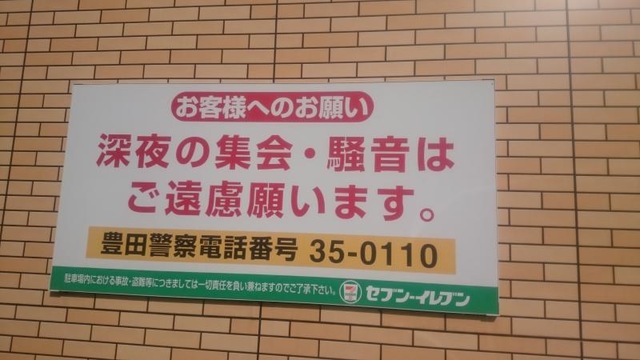 お客様へのお願い
深夜の集会・騒音は
ご遠慮願います。
豊田警察電話番号 35-0110
駐車場内における事故・盗難等につきましては一切責任を負い兼ねますのでご了承下さい。 セブン-イレブン